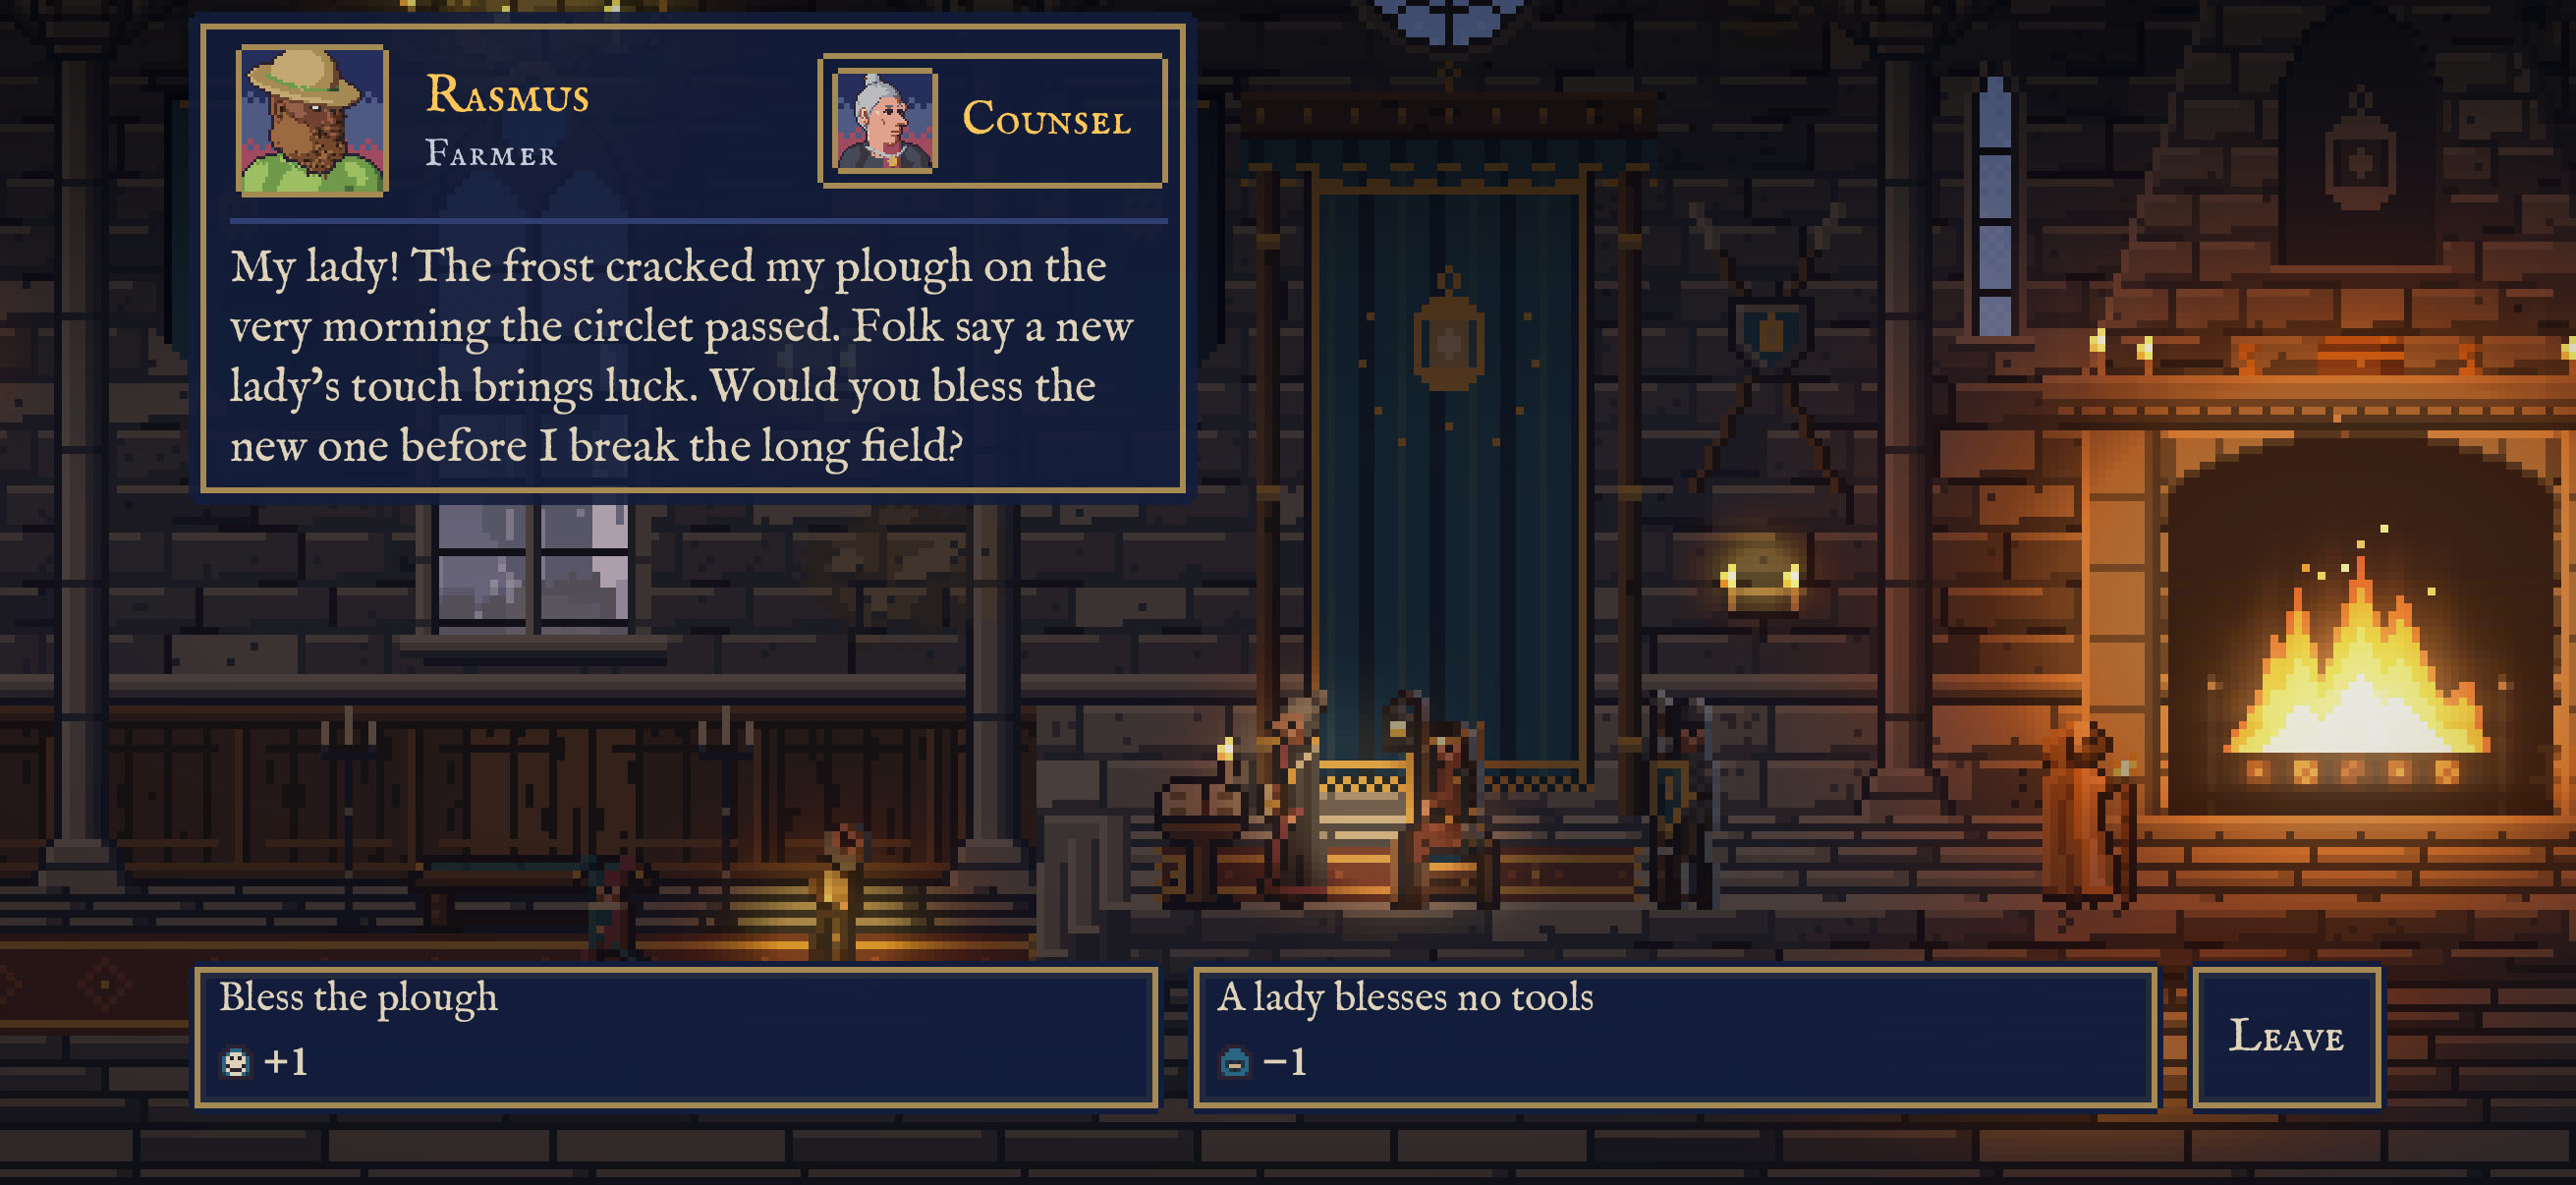 Rasmus
Farmer
Counsel
My lady! The frost cracked my plough on the
very morning the circlet passed. Folk say a new
lady’s touch brings luck. Would you bless the
new one before I break the long field?
Bless the plough
+1
A lady blesses no tools
−1
Leave